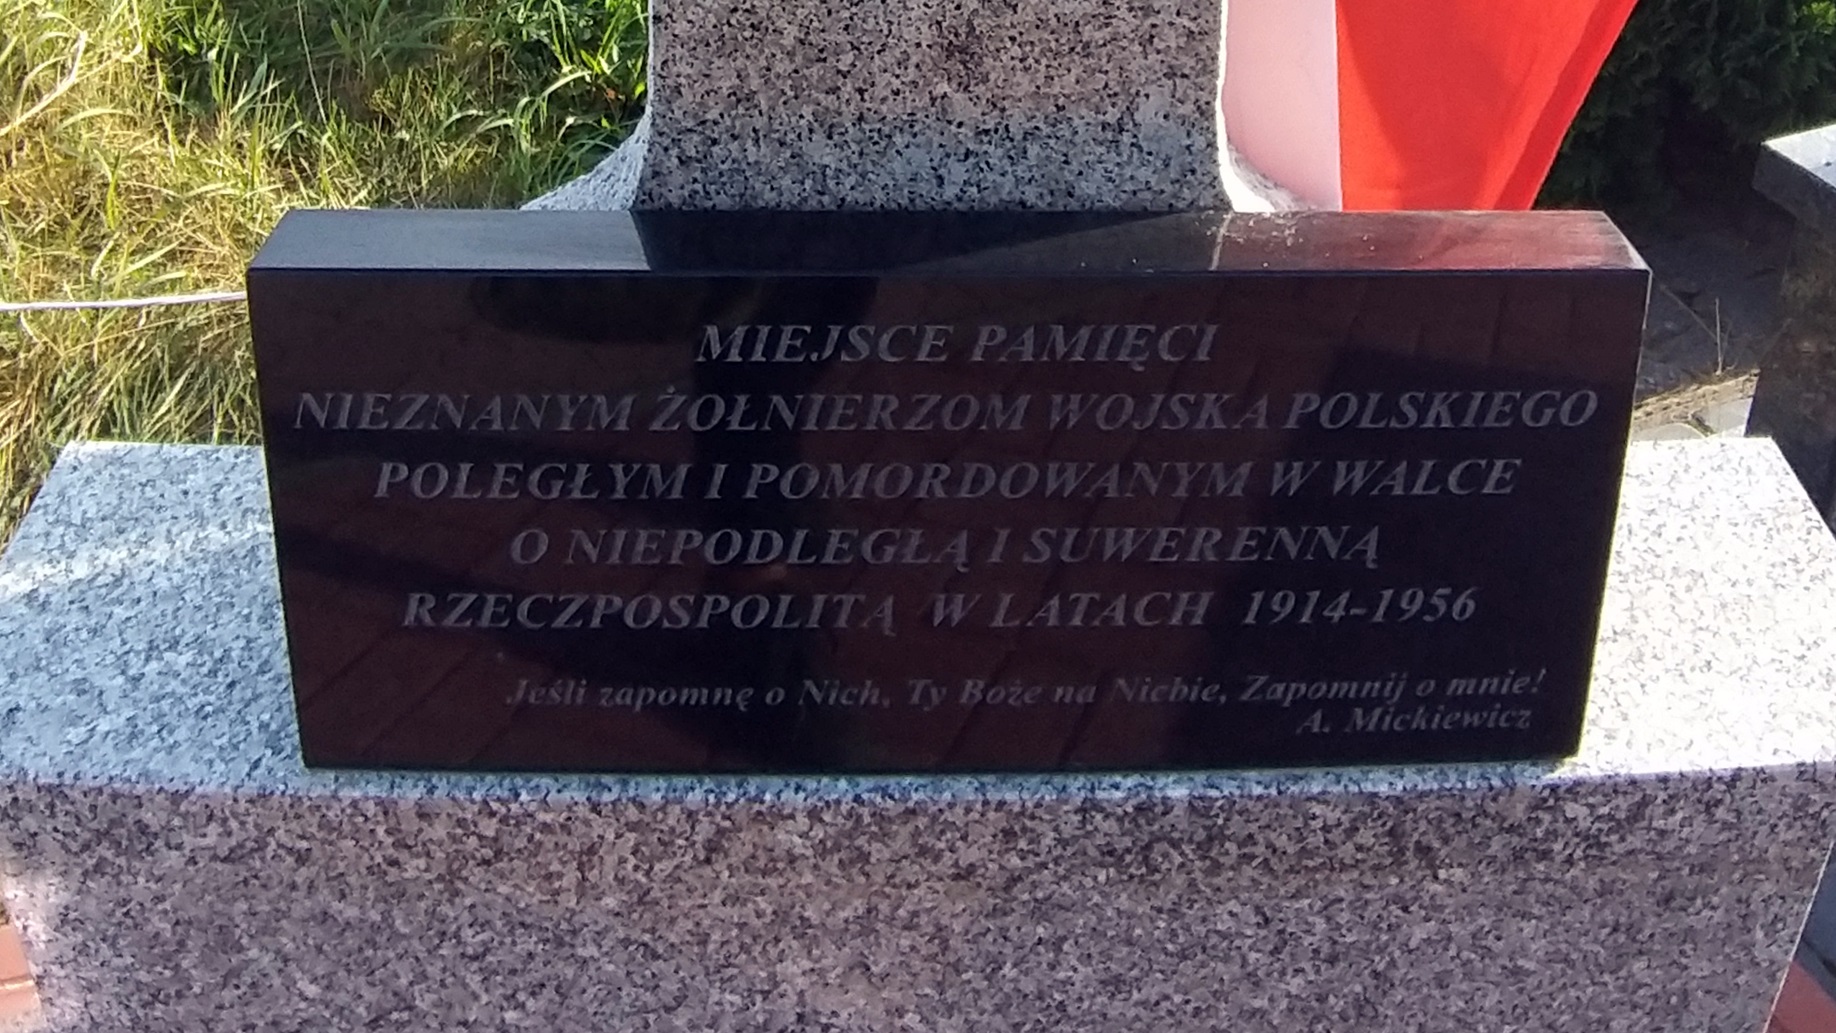 MIEJSCE PAMIĘCI
NIEZNANYM ŻOŁNIERZOM WOJSKA POLSKIEGO
POLEGŁYM I POMORDOWANYM W WALCE
O NIEPODLEGŁĄ I SUWERENNĄ
RZECZPOSPOLITĄ W LATACH 1914-1956
Jeśli zapomnę o Nich, Ty Boże na Niebie, Zapomnij o mnie!
A. Mickiewicz